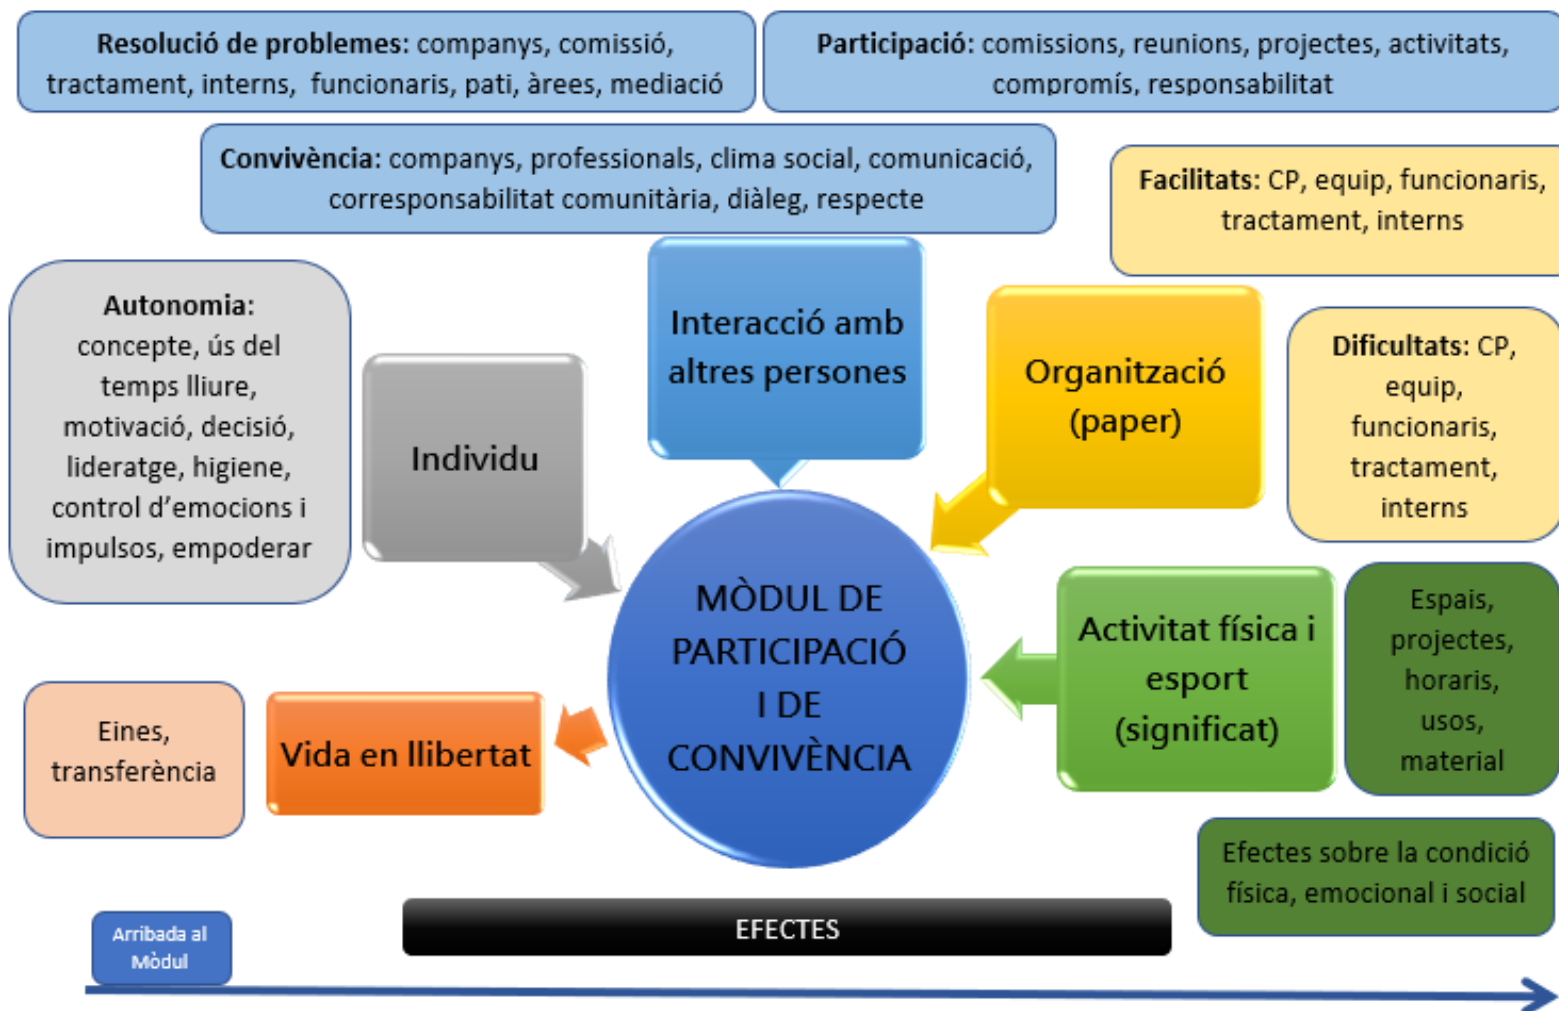 Resolució de problemes: companys, comissió,
tractament, interns, funcionaris, pati, àrees, mediació
Participació: comissions, reunions, projectes, activitats,
compromís, responsabilitat
Convivència: companys, professionals, clima social, comunicació,
corresponsabilitat comunitària, diàleg, respecte
Facilitats: CP, equip, funcionaris,
tractament, interns
Autonomia:
concepte, ús del
temps lliure,
motivació, decisió,
lideratge, higiene,
control d’emocions i
impulsos, empoderar
Individu
Interacció amb
altres persones
Organització
(paper)
Dificultats: CP,
equip,
funcionaris,
tractament,
interns
MÒDUL DE
PARTICIPACIÓ
I DE
CONVIVÈNCIA
Activitat física i
esport
(significat)
Espais,
projectes,
horaris,
usos,
material
Eines,
transferència
Vida en llibertat
Efectes sobre la condició
física, emocional i social
EFECTES
Arribada al
Mòdul